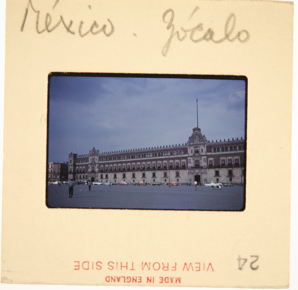 México. Zócalo
24
VIEW FROM THIS SIDE
MADE IN ENGLAND